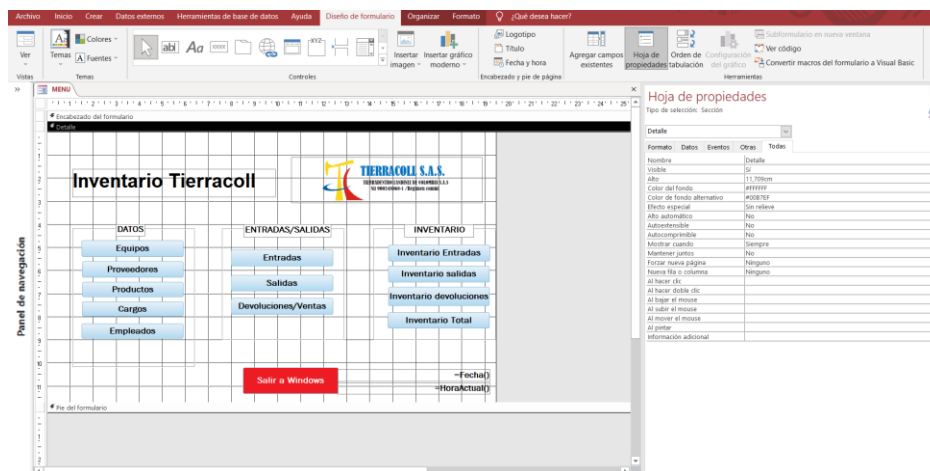 Archivo Inicio Crear Datos externos Herramientas de base de datos Ayuda Diseño de formulario Organizar Formato ¿Qué desea hacer?
Ver
Vistas
Temas
Colores
Fuentes
Temas
abl Aa xxxx XYZ
Controles
Insertar imagen
Insertar gráfico moderno
Logotipo
Título
Fecha y hora
Encabezado y pie de página
Agregar campos existentes
Hoja de propiedades
Orden de tabulación
Configuración del gráfico
Subformulario en nueva ventana
Ver código
Convertir macros del formulario a Visual Basic
Herramientas
»
Panel de navegación
MENU
Encabezado del formulario
Detalle
Inventario Tierracoll
TIERRACOLL S.A.S.
DATOS
Equipos
Proveedores
Productos
Cargos
Empleados
ENTRADAS/SALIDAS
Entradas
Salidas
Devoluciones/Ventas
INVENTARIO
Inventario Entradas
Inventario salidas
Inventario devoluciones
Inventario Total
Salir a Windows
=Fecha()
=HoraActual()
Pie del formulario
Hoja de propiedades
Tipo de selección: Sección
Detalle
Formato Datos Eventos Otras Todas
Nombre Detalle
Visible Sí
Alto 11,709cm
Color del fondo #FFFFFF
Color de fondo alternativo #00B7EF
Efecto especial Sin relieve
Alto automático No
Autoextensible No
Autocomprimible No
Mostrar cuando Siempre
Mantener juntos No
Forzar nueva página Ninguno
Nueva fila o columna Ninguno
Al hacer clic
Al hacer doble clic
Al bajar el mouse
Al subir el mouse
Al mover el mouse
Al pintar
Información adicional